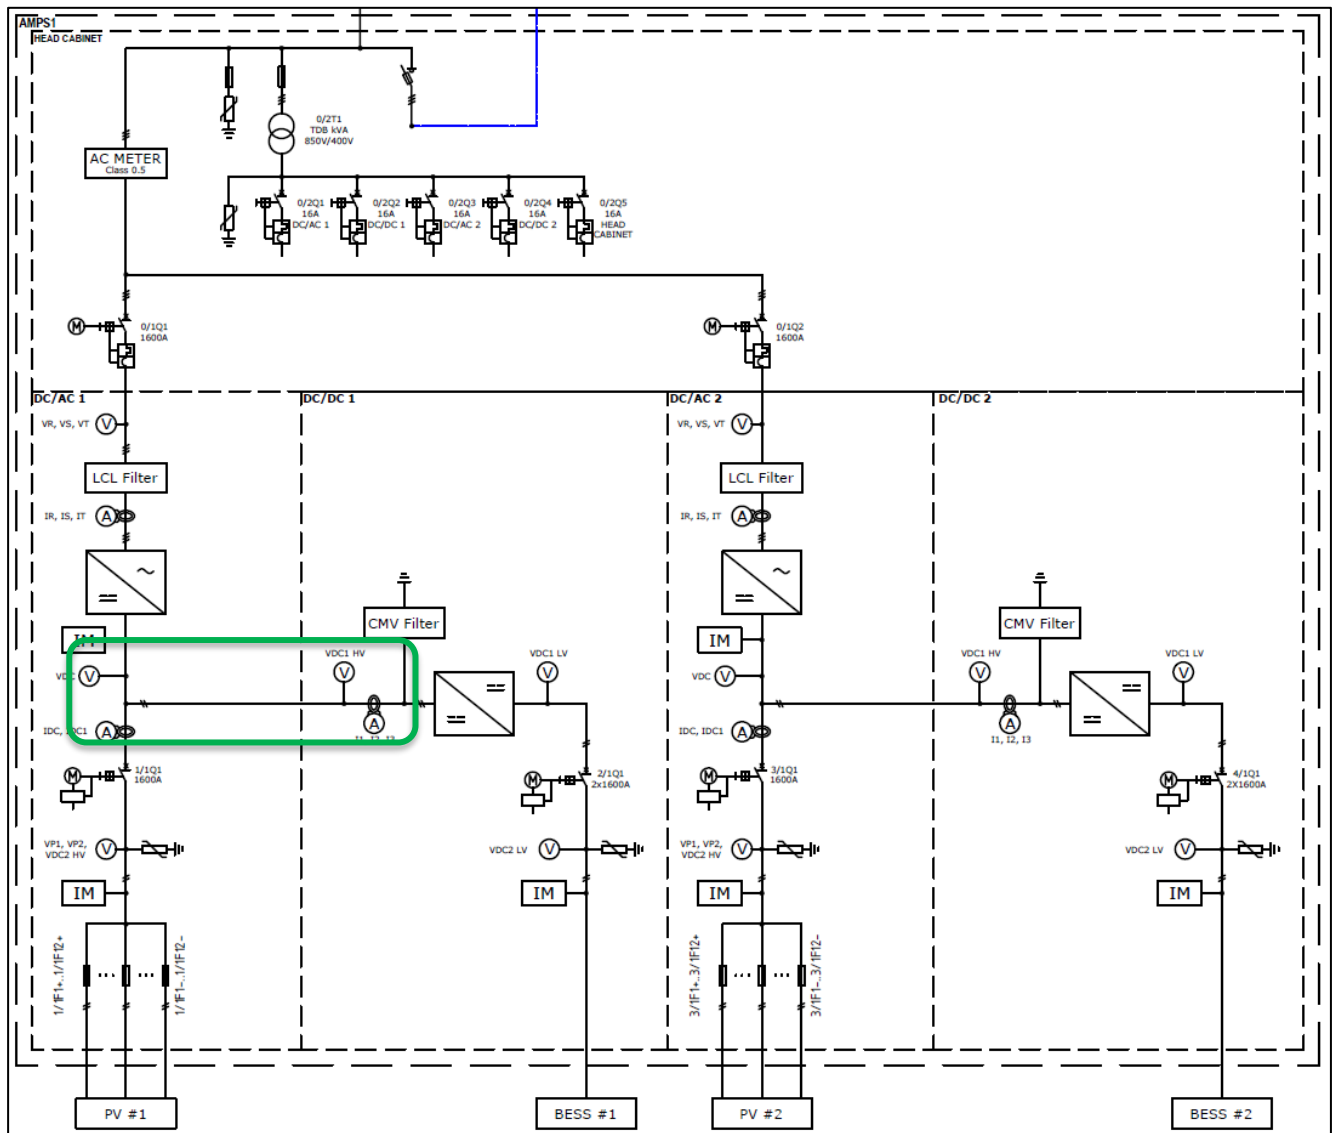 AMPS1
HEAD CABINET
0/2T1
TDB kVA
850V/400V
AC METER
Class 0.5
0/2Q1
16A
DC/AC 1
0/2Q2
16A
DC/DC 1
0/2Q3
16A
DC/AC 2
0/2Q4
16A
DC/DC 2
0/2Q5
16A
HEAD
CABINET
M
0/1Q1
1600A
M
0/1Q2
1600A
DC/AC 1
DC/DC 1
DC/AC 2
DC/DC 2
VR, VS, VT
V
VR, VS, VT
V
LCL Filter
LCL Filter
IR, IS, IT
A
IR, IS, IT
A
CMV Filter
CMV Filter
IM
IM
VDC1 HV
V
VDC1 LV
V
VDC1 HV
V
VDC1 LV
V
VDC
V
VDC
V
IDC, IDC1
A
A
I1, I2, I3
IDC, IDC1
A
A
I1, I2, I3
M
1/1Q1
1600A
M
2/1Q1
2x1600A
M
3/1Q1
1600A
M
4/1Q1
2X1600A
VP1, VP2,
VDC2 HV
V
VDC2 LV
V
VP1, VP2,
VDC2 HV
V
VDC2 LV
V
IM
IM
IM
IM
1/1F1+..1/1F12+
1/1F1-..1/1F12-
3/1F1+..3/1F12+
3/1F1-..3/1F12-
PV #1
BESS #1
PV #2
BESS #2